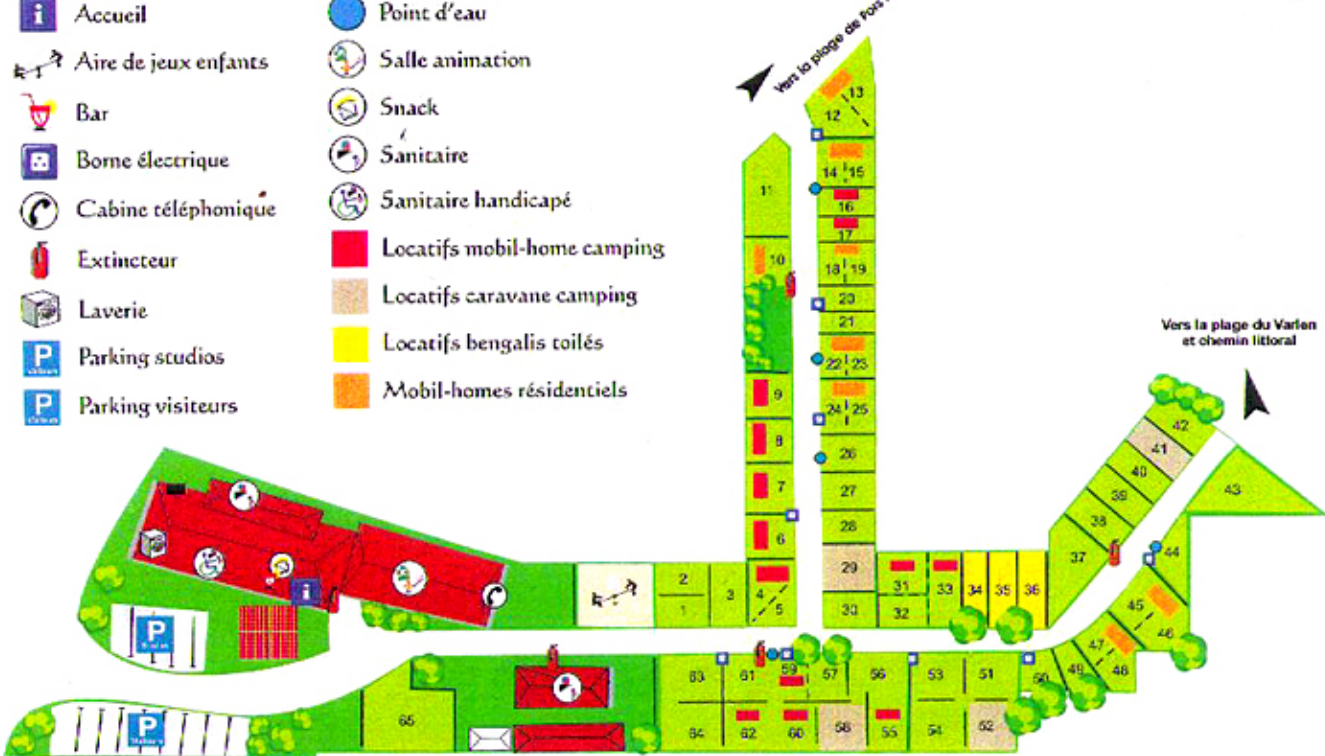 Accueil
Aire de jeux enfants
Bar
Borne électrique
Cabine téléphonique
Extincteur
Laverie
P
Parking studios
P
Parking visiteurs
Point d'eau
Salle animation
Snack
Sanitaire
Sanitaire handicapé
Locatifs mobil-home camping
Locatifs caravane camping
Locatifs bengalis toilés
Mobil-homes résidentiels
Vers la plage de
Vers la plage du Varlen
et chemin littoral
13
12
11
14 15
16
17
10
18 19
20
21
22 23
9
24 25
8
26
7
27
6
28
29
30
4
5
3
2
1
31
32
33
34
35
36
37
38
39
40
41
42
43
44
45
46
47
48
49
50
51
52
53
54
55
56
57
58
59
60
61
62
63
64
65
i
P
P